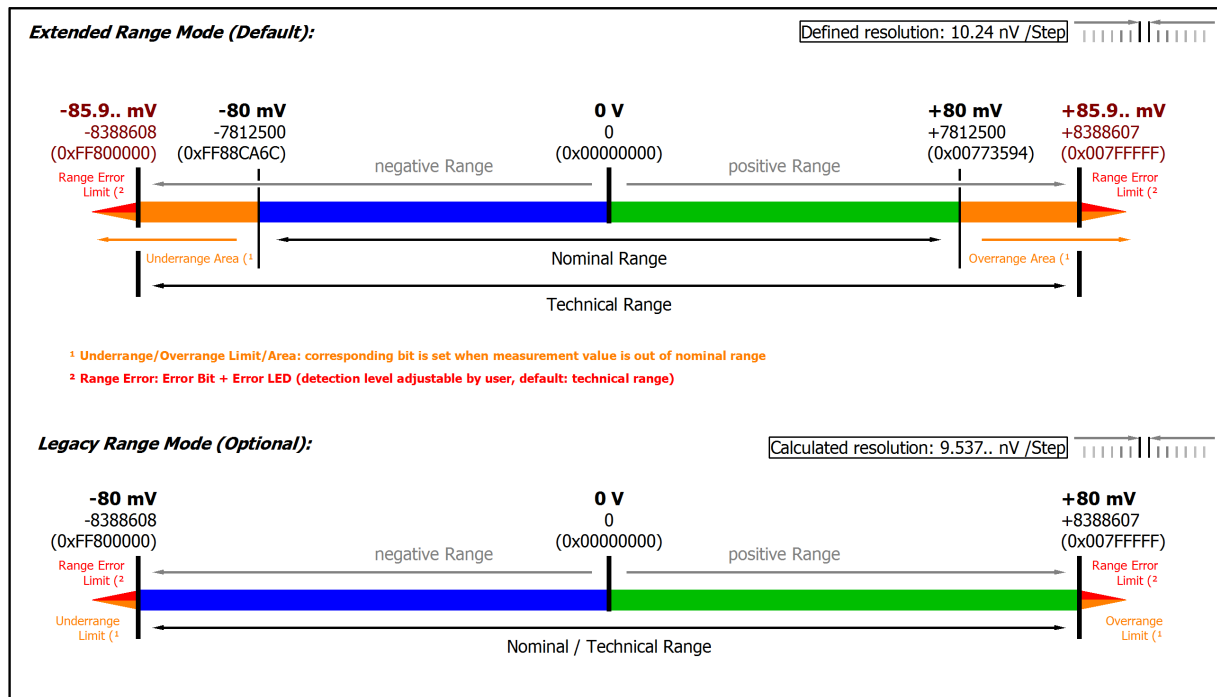 Extended Range Mode (Default):
Defined resolution: 10.24 nV /Step
-85.9.. mV
-8388608
(0xFF800000)
-80 mV
-7812500
(0xFF88CA6C)
0 V
0
(0x00000000)
+80 mV
+7812500
(0x00773594)
+85.9.. mV
+8388607
(0x007FFFFF)
negative Range
positive Range
Range Error
Limit (²
Range Error
Limit (²
Underrange Area (¹
Nominal Range
Overrange Area (¹
Technical Range
¹ Underrange/Overrange Limit/Area: corresponding bit is set when measurement value is out of nominal range
² Range Error: Error Bit + Error LED (detection level adjustable by user, default: technical range)
Legacy Range Mode (Optional):
Calculated resolution: 9.537.. nV /Step
-80 mV
-8388608
(0xFF800000)
0 V
0
(0x00000000)
+80 mV
+8388607
(0x007FFFFF)
negative Range
positive Range
Range Error
Limit (²
Range Error
Limit (²
Underrange
Limit (¹
Overrange
Limit (¹
Nominal / Technical Range